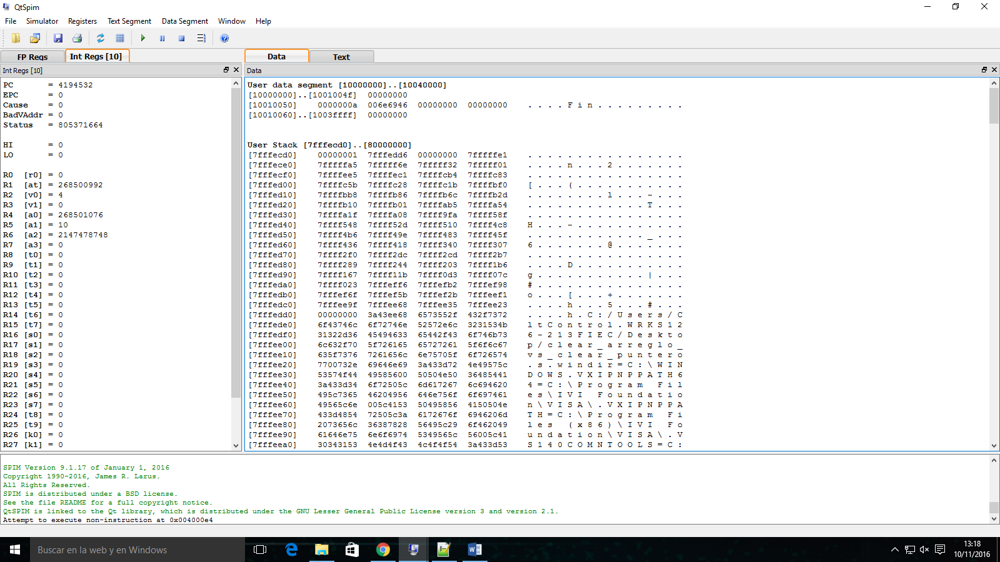 QtSpim
File Simulator Registers Text Segment Data Segment Window Help
FP Regs Int Regs [10] Data Text
Int Regs [10]
PC = 4194532
EPC = 0
Cause = 0
BadVAddr = 0
Status = 805371664
HI = 0
LO = 0
R0 [r0] = 0
R1 [at] = 268500992
R2 [v0] = 4
R3 [v1] = 0
R4 [a0] = 268501076
R5 [a1] = 10
R6 [a2] = 2147478748
R7 [a3] = 0
R8 [t0] = 0
R9 [t1] = 0
R10 [t2] = 0
R11 [t3] = 0
R12 [t4] = 0
R13 [t5] = 0
R14 [t6] = 0
R15 [t7] = 0
R16 [s0] = 0
R17 [s1] = 0
R18 [s2] = 0
R19 [s3] = 0
R20 [s4] = 0
R21 [s5] = 0
R22 [s6] = 0
R23 [s7] = 0
R24 [t8] = 0
R25 [t9] = 0
R26 [k0] = 0
R27 [k1] = 0
Data
User data segment [10000000]..[10040000]
[10000000]..[1001004f] 00000000
[10010050] 0000000a 006e6946 00000000 00000000 . . . . F i n . . . . . . . . .
[10010060]..[1003ffff] 00000000
User Stack [7fffecd0]..[80000000]
[7fffecd0] 00000001 7fffedd6 00000000 7fffffe1 . . . . . . . . . . . . . . . .
[7fffece0] 7fffffa5 7fffff6e 7fffff32 7fffff01 . . . . n . . . 2 . . . . . . .
[7fffecf0] 7ffffee5 7ffffec1 7ffffcb4 7ffffc83 . . . . . . . . . . . . . . . .
[7fffed00] 7ffffc5b 7ffffc28 7ffffc1b 7ffffbf0 [ . . . ( . . . . . . . . . . .
[7fffed10] 7ffffbb8 7ffffb86 7ffffb6c 7ffffb2d . . . . . . . . l . . . - . . .
[7fffed20] 7ffffb10 7ffffb01 7ffffab5 7ffffa54 . . . . . . . . . . . . T . . .
[7fffed30] 7ffffa1f 7ffffa08 7ffff9fa 7ffff58f . . . . . . . . . . . . . . . .
[7fffed40] 7ffff548 7ffff52d 7ffff510 7ffff4c8 H . . . - . . . . . . . . . . .
[7fffed50] 7ffff4b6 7ffff49e 7ffff483 7ffff45f . . . . . . . . . . . . _ . . .
[7fffed60] 7ffff436 7ffff418 7ffff340 7ffff307 6 . . . . . . . @ . . . . . . .
[7fffed70] 7ffff2f0 7ffff2dc 7ffff2cd 7ffff2b7 . . . . . . . . . . . . . . . .
[7fffed80] 7ffff289 7ffff244 7ffff203 7ffff1b6 . . . . D . . . . . . . . . . .
[7fffed90] 7ffff167 7ffff11b 7ffff0d3 7ffff07c g . . . . . . . . . . . | . . .
[7fffeda0] 7ffff023 7fffeff6 7fffefb2 7fffef98 # . . . . . . . . . . . . . . .
[7fffedb0] 7fffef6f 7fffef5b 7fffef2b 7fffeef1 o . . . [ . . . + . . . . . . .
[7fffedc0] 7fffee9f 7fffee68 7fffee35 7fffee23 . . . . h . . . 5 . . . # . . .
[7fffedd0] 00000000 3a43ee68 6573552f 432f7372 . . . . h . C : / U s e r s / C
[7fffede0] 6f43746c 6f72746e 52572e6c 3231534b l t C o n t r o l . W R K S 1 2
[7fffedf0] 31322d36 45494633 65442f43 6f746b73 6 - 2 1 3 F I E C / D e s k t o
[7fffee00] 6c632f70 5f726165 65727261 5f6f6c67 p / c l e a r _ a r r e g l o _
[7fffee10] 635f7376 7261656c 6e75705f 6f726574 v s _ c l e a r _ p u n t e r o
[7fffee20] 7700732e 69646e69 3a433d72 4e49575c . s . w i n d i r = C : \ W I N
[7fffee30] 53574f44 49585600 50504e50 36485441 D O W S . V X I P N P P A T H 6
[7fffee40] 3a433d34 6f72505c 6d617267 6c694620 4 = C : \ P r o g r a m F i l
[7fffee50] 495c7365 46204956 646e756f 6f697461 e s \ I V I F o u n d a t i o
[7fffee60] 49565c6e 005c4153 50495856 4150504e n \ V I S A \ . V X I P N P P A
[7fffee70] 433d4854 72505c3a 6172676f 6946206d T H = C : \ P r o g r a m F i
[7fffee80] 2073656c 36387828 56495c29 6f462049 l e s ( x 8 6 ) \ I V I F o
[7fffee90] 61646e75 6e6f6974 5349565c 56005c41 u n d a t i o n \ V I S A \ . V
[7fffeea0] 30343153 4e4d4f43 4c4f4f54 3a433d53 S 1 4 0 C O M N T O O L S = C :
SPIM Version 9.1.17 of January 1, 2016
Copyright 1990-2016, James R. Larus.
All Rights Reserved.
SPIM is distributed under a BSD license.
See the file README for a full copyright notice.
QtSPIM is linked to the Qt library, which is distributed under the GNU Lesser General Public License version 3 and version 2.1.
Attempt to execute non-instruction at 0x004000e4
Buscar en la web y en Windows
13:18
10/11/2016